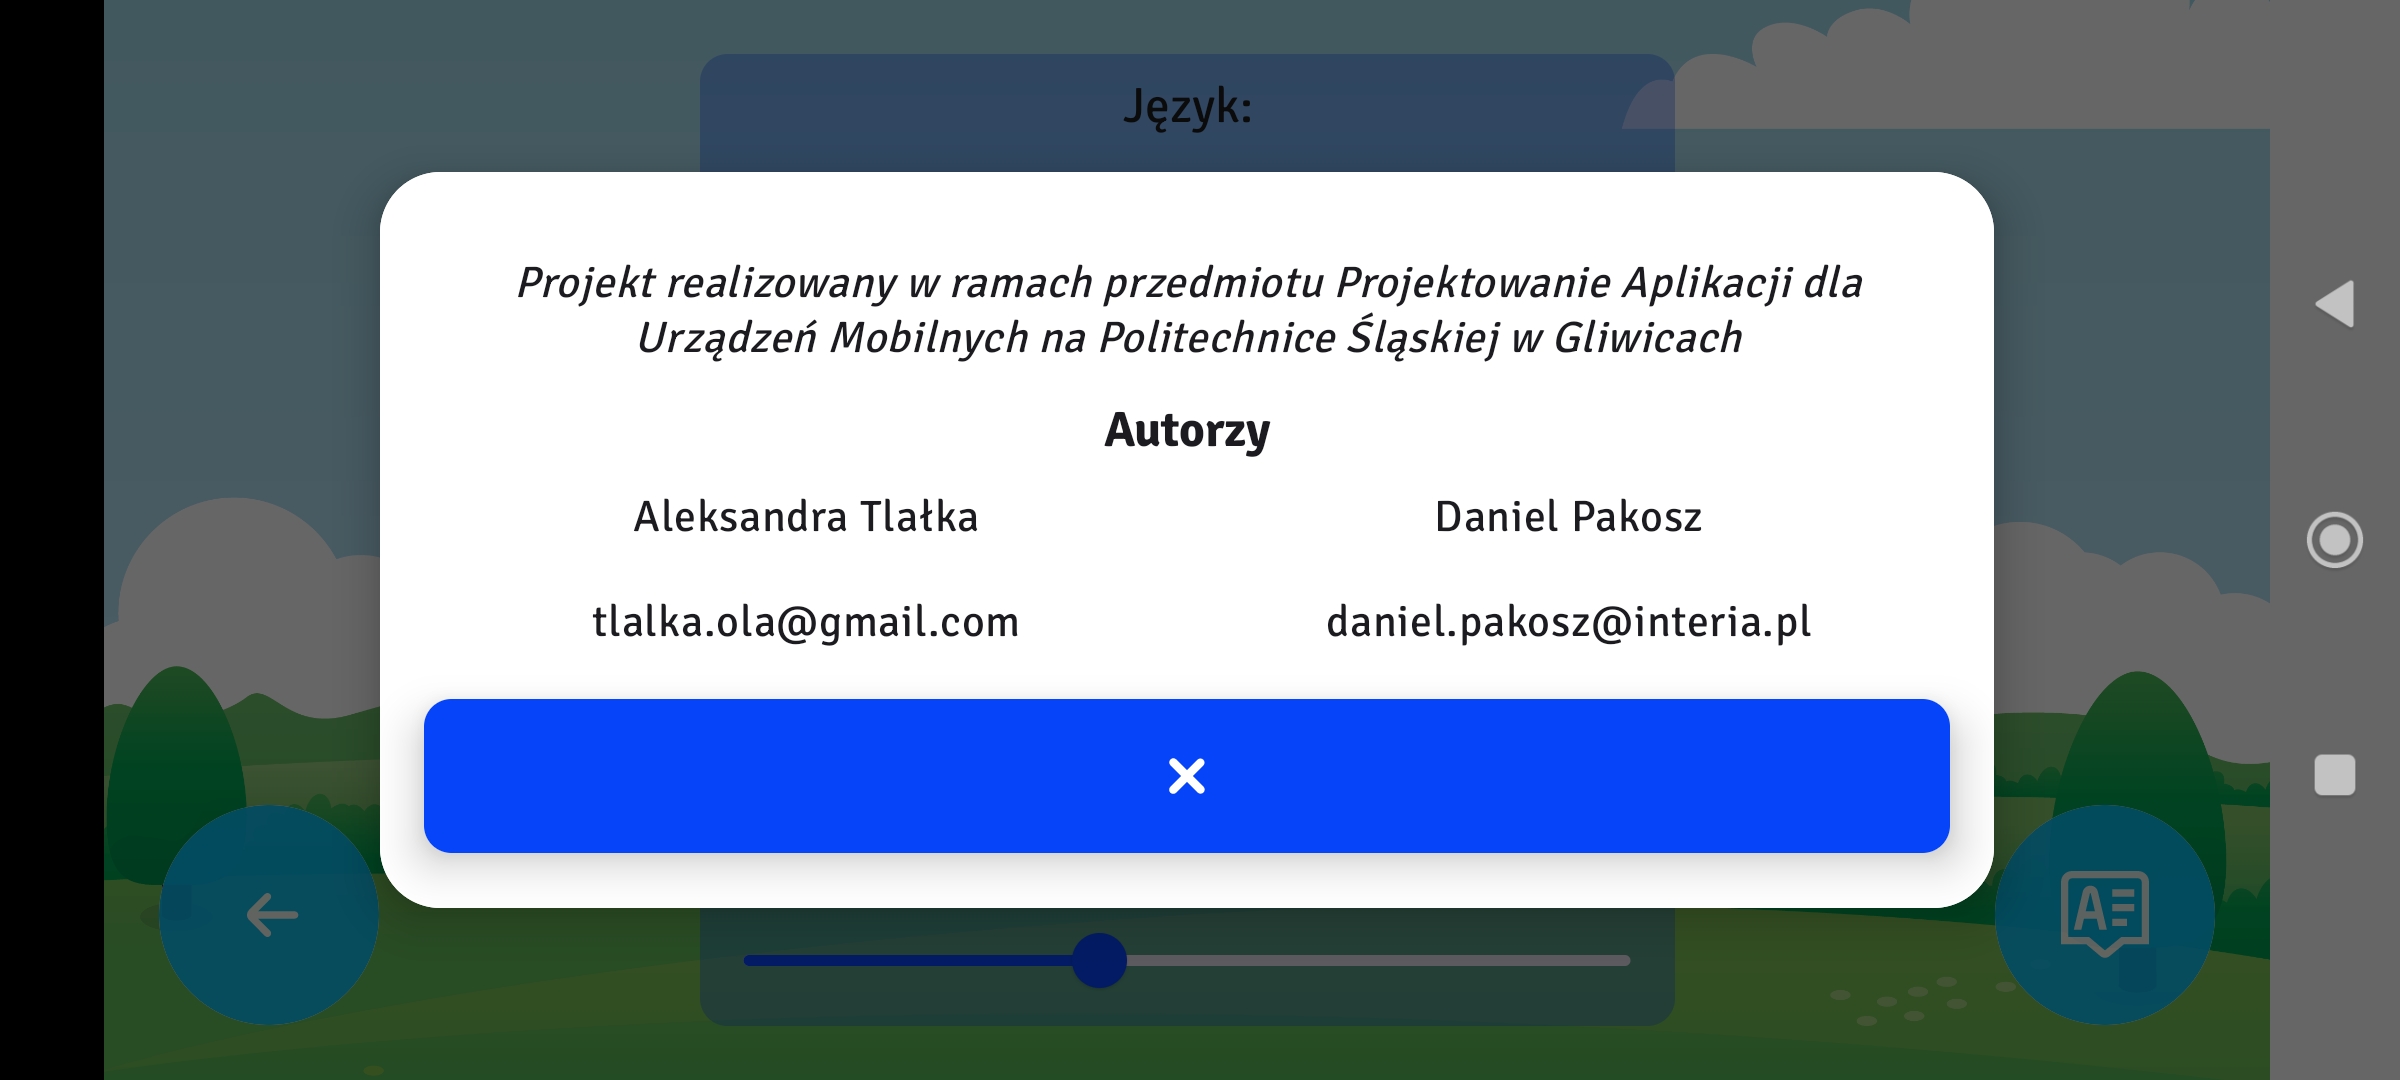 Język:
Projekt realizowany w ramach przedmiotu Projektowanie Aplikacji dla
Urządzeń Mobilnych na Politechnice Śląskiej w Gliwicach
Autorzy
Aleksandra Tlałka
Daniel Pakosz
tlalka.ola@gmail.com
daniel.pakosz@interia.pl
A